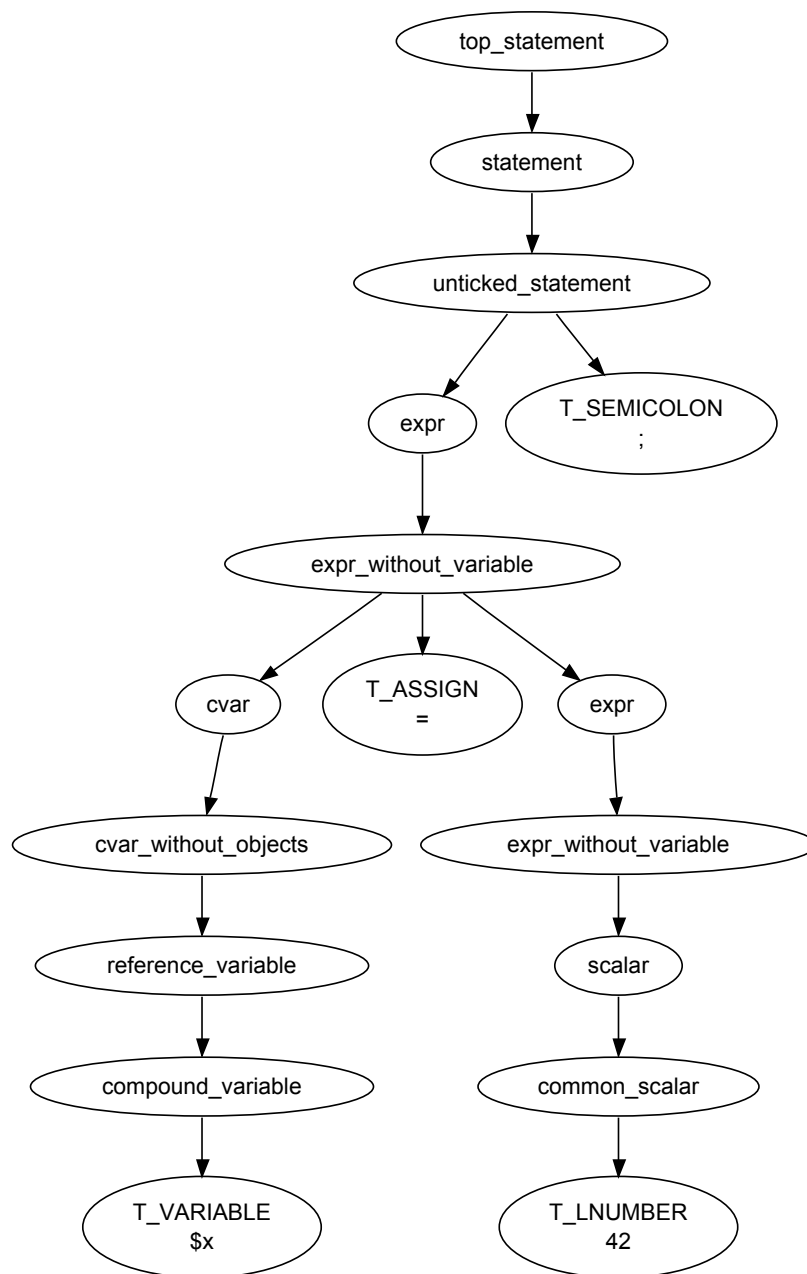 top_statement
statement
unticked_statement
expr
T_SEMICOLON
;
expr_without_variable
cvar
T_ASSIGN
=
expr
cvar_without_objects
expr_without_variable
reference_variable
scalar
compound_variable
common_scalar
T_VARIABLE
$x
T_LNUMBER
42